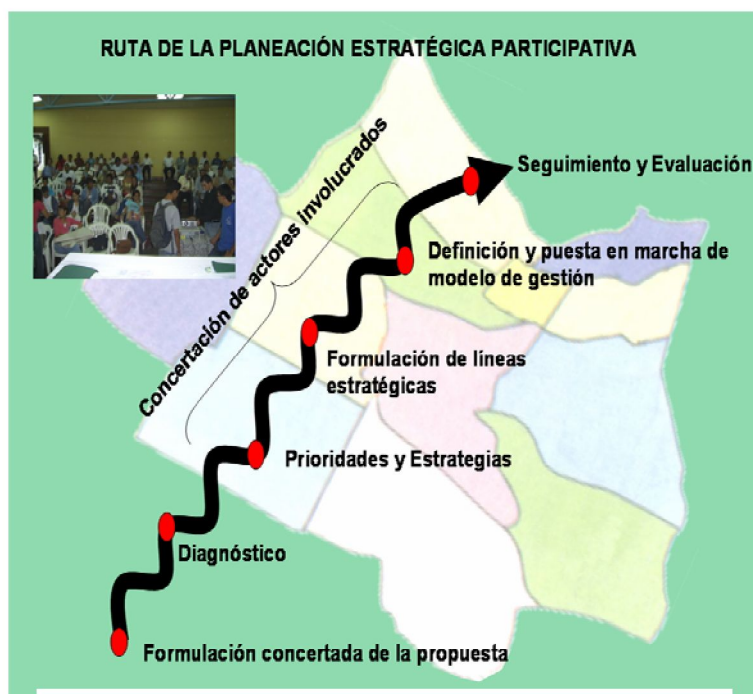 RUTA DE LA PLANEACIÓN ESTRATÉGICA PARTICIPATIVA
Concertación de actores involucrados
Seguimiento y Evaluación
Definición y puesta en marcha de
modelo de gestión
Formulación de líneas
estratégicas
Prioridades y Estrategias
Diagnóstico
Formulación concertada de la propuesta